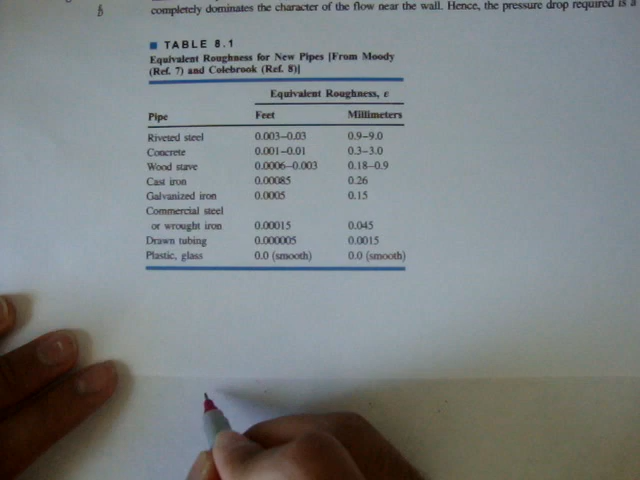 b
completely dominates the character of the flow near the wall. Hence, the pressure drop required is a
■ TABLE 8.1
Equivalent Roughness for New Pipes [From Moody
(Ref. 7) and Colebrook (Ref. 8)]
Equivalent Roughness, ε
Pipe Feet Millimeters
Riveted steel 0.003–0.03 0.9–9.0
Concrete 0.001–0.01 0.3–3.0
Wood stave 0.0006–0.003 0.18–0.9
Cast iron 0.00085 0.26
Galvanized iron 0.0005 0.15
Commercial steel
or wrought iron 0.00015 0.045
Drawn tubing 0.000005 0.0015
Plastic, glass 0.0 (smooth) 0.0 (smooth)